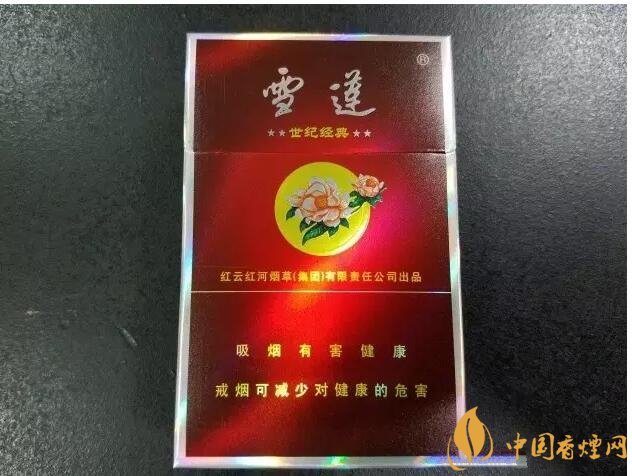 雪莲®
★★世纪经典★★
红云红河烟草(集团)有限责任公司出品
吸烟有害健康
戒烟可减少对健康的危害
中国香烟网